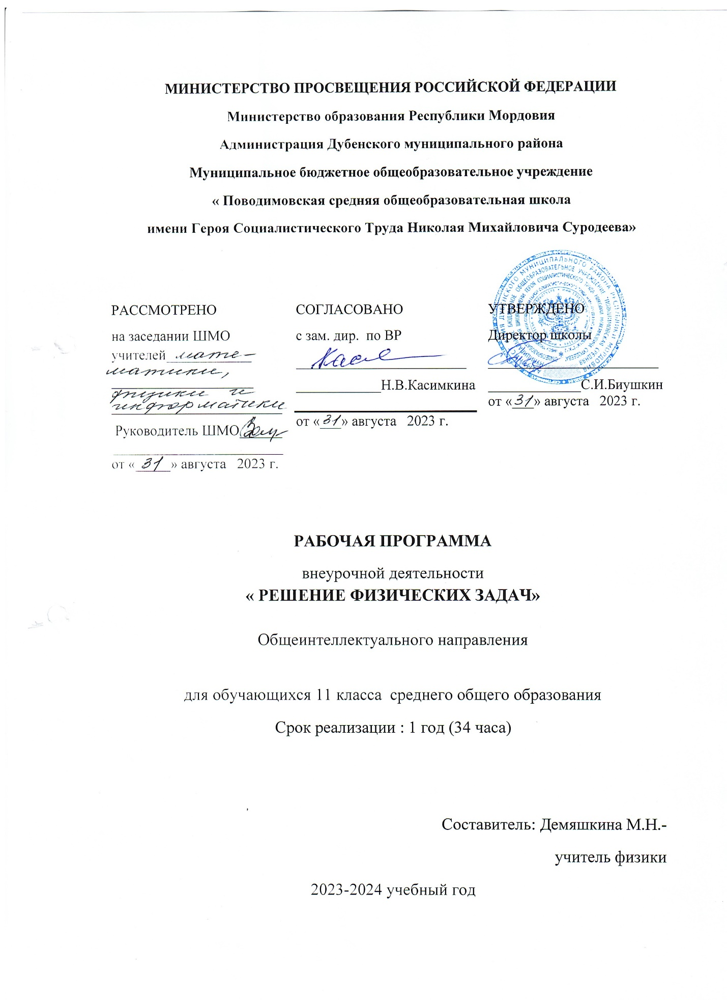 МИНИСТЕРСТВО ПРОСВЕЩЕНИЯ РОССИЙСКОЙ ФЕДЕРАЦИИ
Министерство образования Республики Мордовия
Администрация Дубенского муниципального района
Муниципальное бюджетное общеобразовательное учреждение
« Поводимовская средняя общеобразовательная школа
имени Героя Социалистического Труда Николая Михайловича Суродеева»
РАССМОТРЕНО
на заседании ШМО
учителей мате-
матики,
физики и
информатики
Руководитель ШМО
от « 31 » августа 2023 г.
СОГЛАСОВАНО
с зам. дир. по ВР
Н.В.Касимкина
от «31» августа 2023 г.
УТВЕРЖДЕНО
Директор школы
С.И.Биушкин
от «31» августа 2023 г.
РАБОЧАЯ ПРОГРАММА
внеурочной деятельности
« РЕШЕНИЕ ФИЗИЧЕСКИХ ЗАДАЧ»
Общеинтеллектуального направления
для обучающихся 11 класса среднего общего образования
Срок реализации : 1 год (34 часа)
Составитель: Демяшкина М.Н.-
учитель физики
2023-2024 учебный год